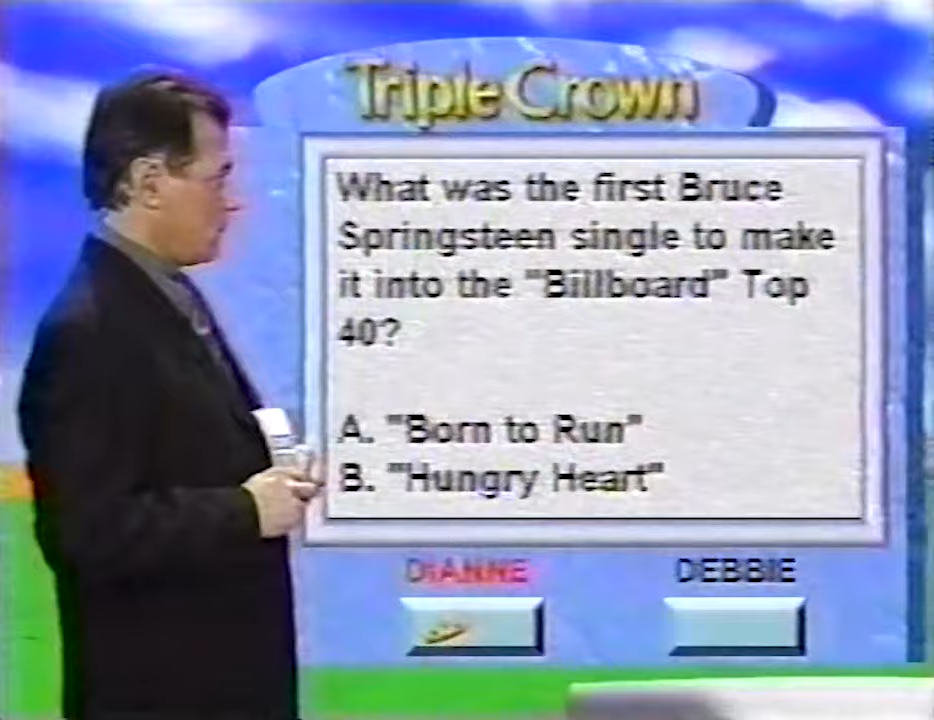 Triple Crown
What was the first Bruce
Springsteen single to make
it into the "Billboard" Top
40?
A. "Born to Run"
B. "Hungry Heart"
DIANNE
DEBBIE